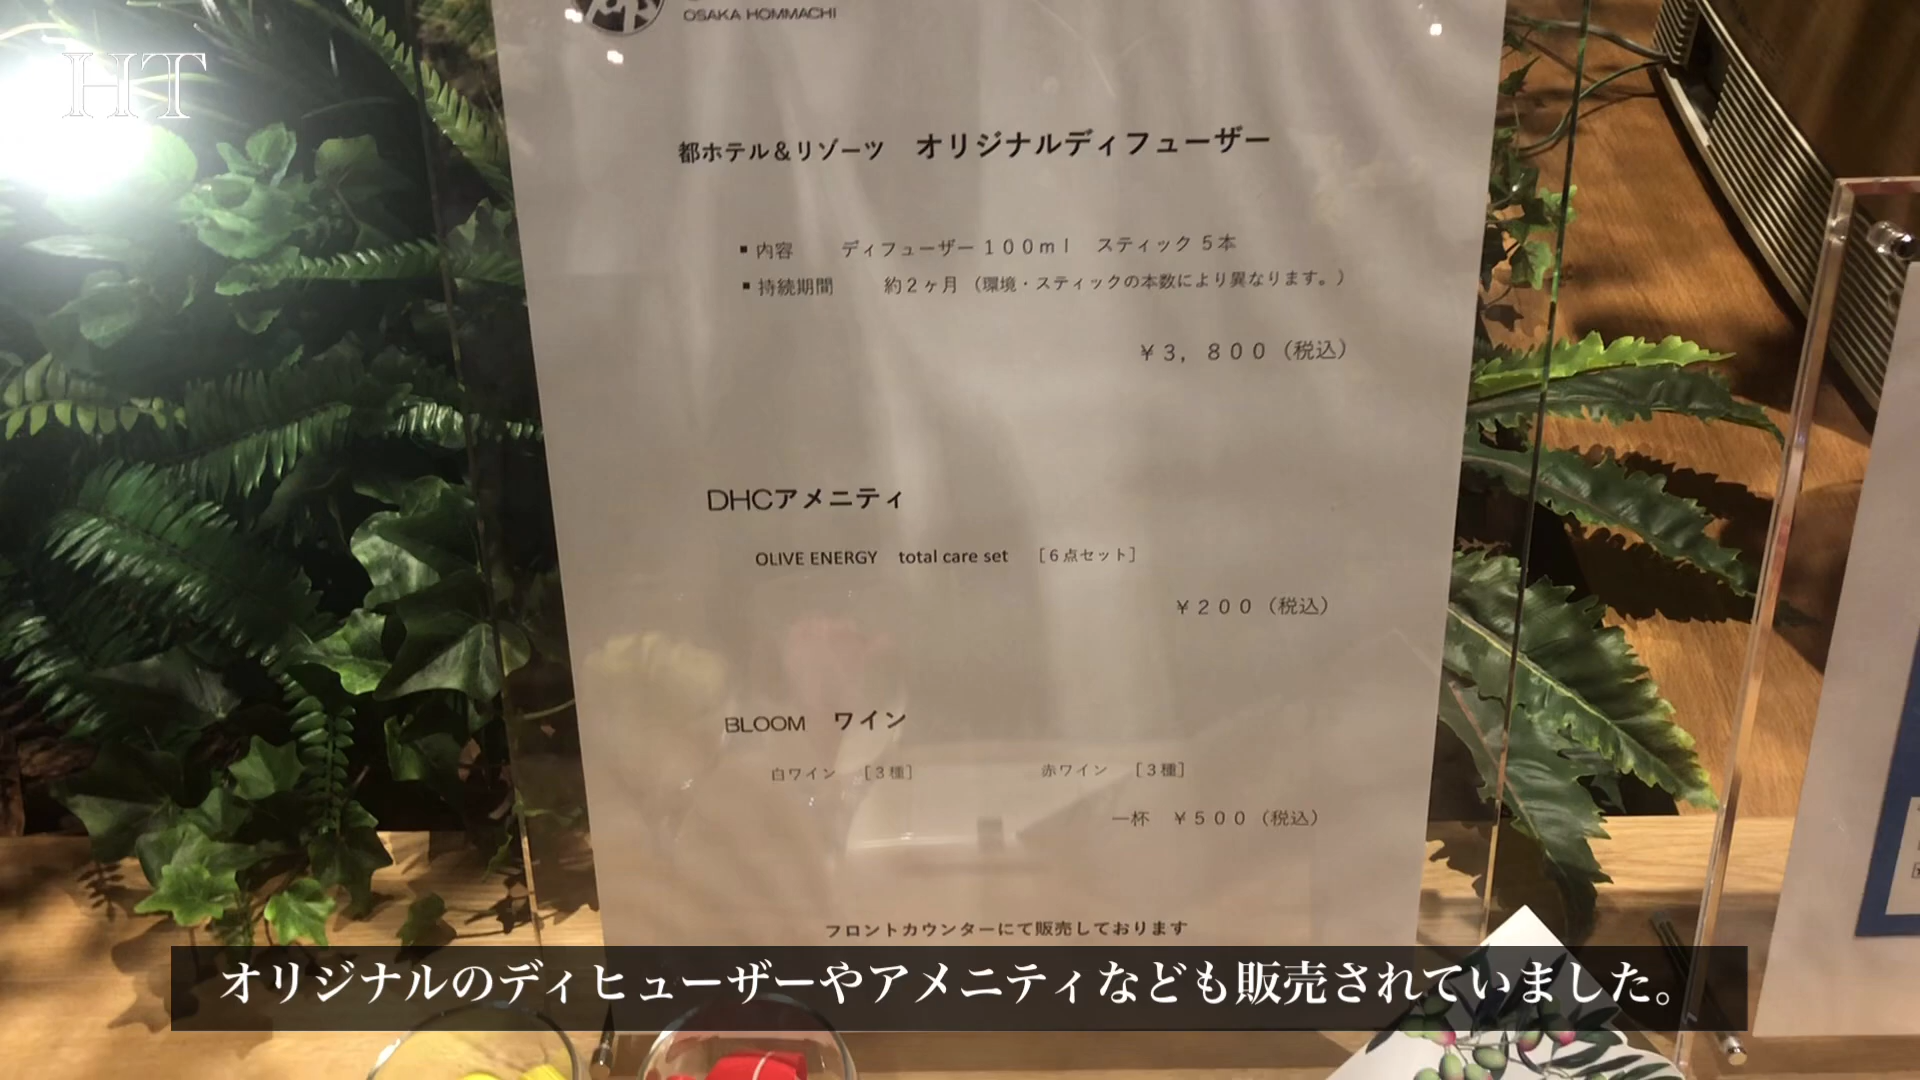 HT
OSAKA HOMMACHI
都ホテル＆リゾーツ　オリジナルディフューザー
▪ 内容　ディフューザー１００ｍｌ　スティック５本
▪ 持続期間　約２ヶ月（環境・スティックの本数により異なります。）
￥３，８００（税込）
DHCアメニティ
OLIVE ENERGY　total care set　［６点セット］
￥２００（税込）
BLOOM　ワイン
白ワイン　［３種］　赤ワイン　［３種］
一杯　￥５００（税込）
フロントカウンターにて販売しております
オリジナルのディヒューザーやアメニティなども販売されていました。